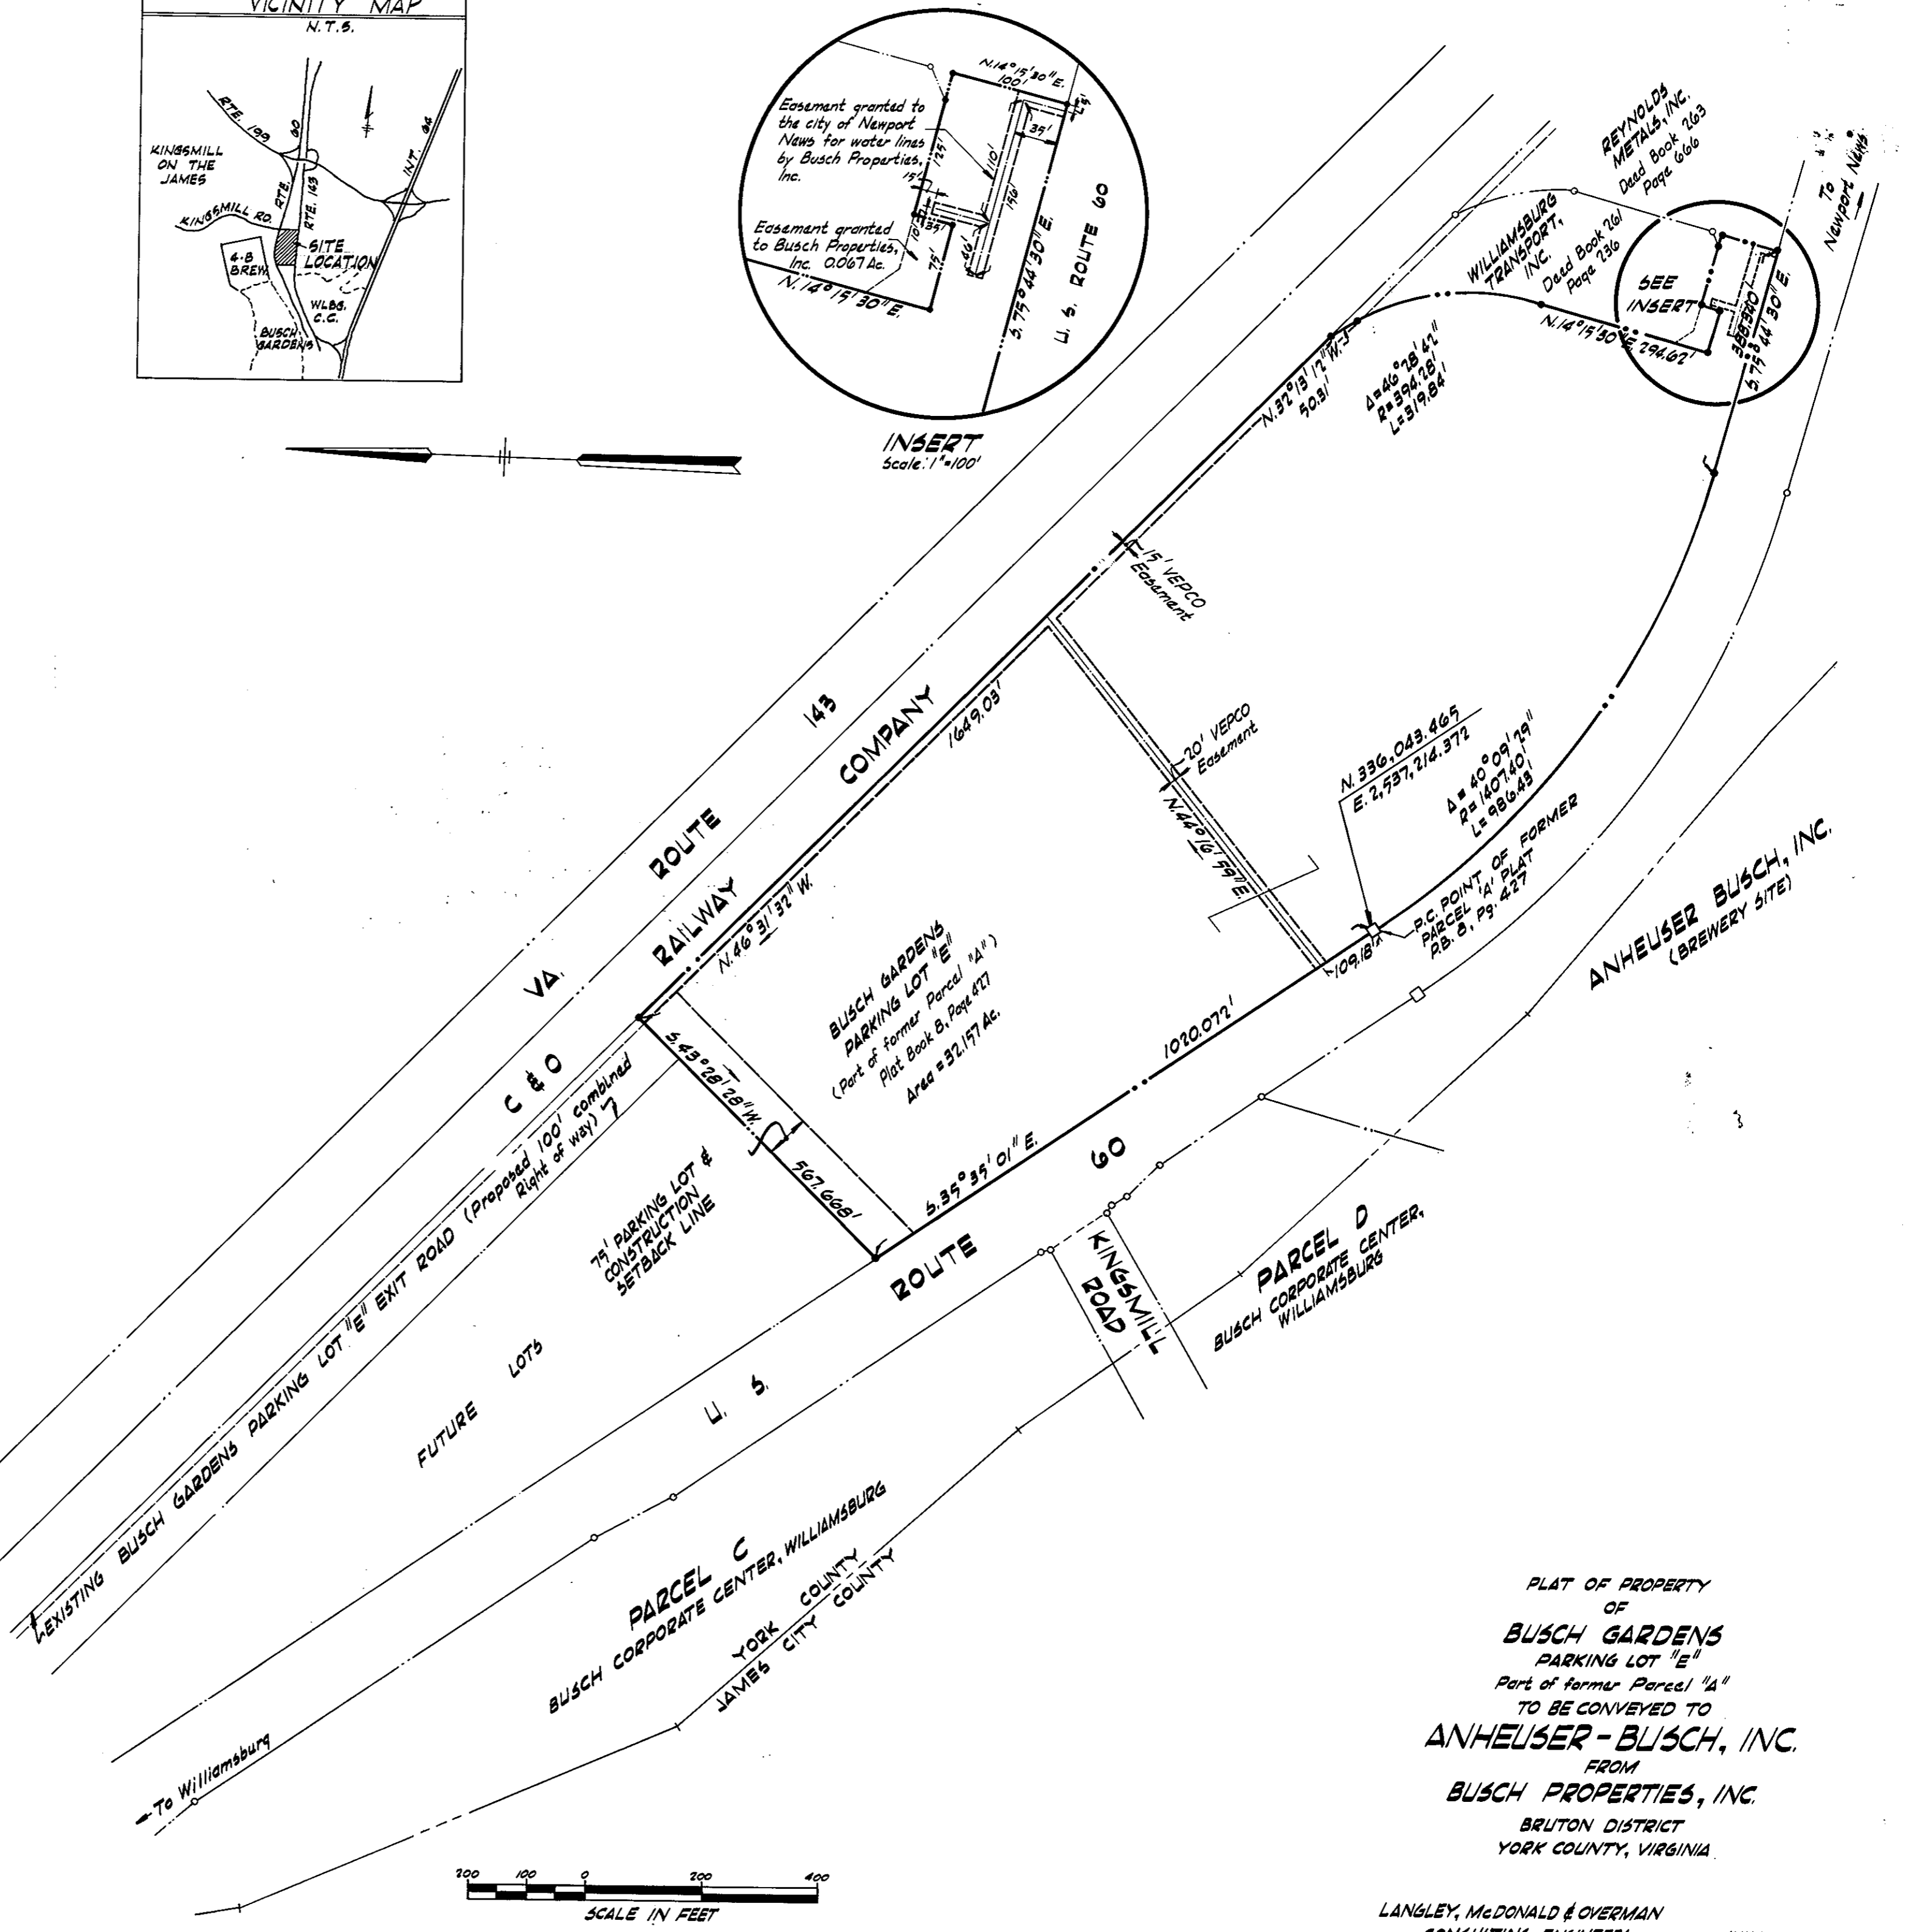 VICINITY MAP
N.T.S.
RTE. 199
60
INT. 64
KINGSMILL
ON THE
JAMES
RTE.
RTE. 143
KINGSMILL RD.
SITE
LOCATION
4-B
BREW.
WLBG.
C.C.
BUSCH
GARDENS
N.14°15'30"E.
100'
5'
Easement granted to
the city of Newport
News for water lines
by Busch Properties,
Inc.
125'
35'
110'
15'
156'
10'
35'
Easement granted
to Busch Properties,
Inc. 0.067 Ac.
75'
46'
N.14°15'30"E.
S.75°44'30"E.
U. S. ROUTE 60
INSERT
Scale: 1"=100'
REYNOLDS
METALS, INC.
Deed Book 263
Page 666
TO
Newport News
WILLIAMSBURG
TRANSPORT,
INC.
Deed Book 261
Page 236
SEE
INSERT
N.14°15'30"E. 294.62'
S.75°44'30"E.
N.32°13'12"W.
50.31'
Δ=46°28'42"
R=394.28'
L=319.84'
15' VEPCO
Easement
VA. ROUTE 143
C & O RAILWAY COMPANY
1649.03'
N.46°31'32"W.
20' VEPCO
Easement
N.44°16'59"E.
N. 336,043.465
E. 2,537,214.372
Δ= 40°09'29"
R= 1407.40'
L= 986.43'
P.C. POINT OF FORMER
PARCEL 'A' PLAT
P.B. 8, Pg. 427
109.18'
ANHEUSER BUSCH, INC.
(BREWERY SITE)
BUSCH GARDENS
PARKING LOT "E"
(Part of former Parcel "A")
Plat Book 8, Page 427
Area = 32.157 Ac.
1020.072'
S.35°35'01"E.
S.43°28'28"W.
567.668'
75' PARKING LOT &
CONSTRUCTION
SETBACK LINE
EXISTING BUSCH GARDENS PARKING LOT "E" EXIT ROAD (Proposed 100' combined
Right of way)
FUTURE LOTS
U. S. ROUTE 60
KINGSMILL
ROAD
PARCEL D
BUSCH CORPORATE CENTER,
WILLIAMSBURG
PARCEL C
BUSCH CORPORATE CENTER, WILLIAMSBURG
YORK COUNTY
JAMES CITY COUNTY
To Williamsburg
200 100 0 200 400
SCALE IN FEET
PLAT OF PROPERTY
OF
BUSCH GARDENS
PARKING LOT "E"
Part of former Parcel "A"
TO BE CONVEYED TO
ANHEUSER-BUSCH, INC.
FROM
BUSCH PROPERTIES, INC.
BRUTON DISTRICT
YORK COUNTY, VIRGINIA
LANGLEY, McDONALD & OVERMAN